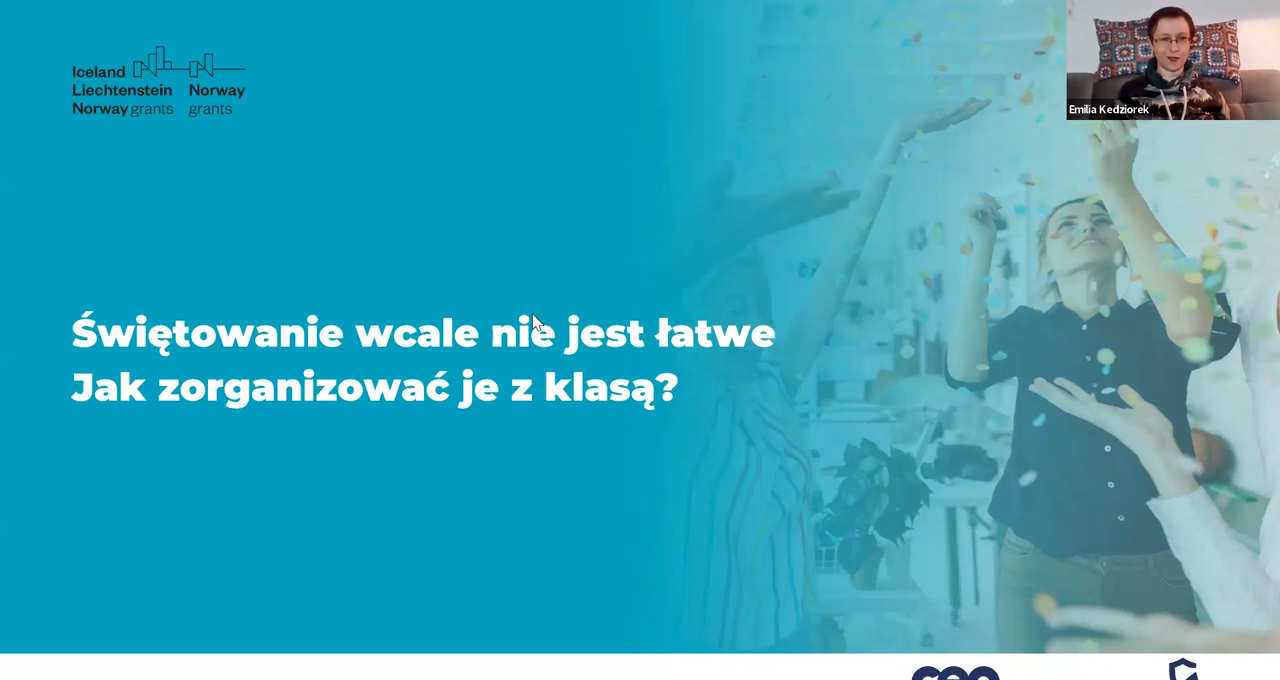 Iceland
Liechtenstein Norway
Norway grants grants
Emilia Kedziorek
Świętowanie wcale nie jest łatwe
Jak zorganizować je z klasą?